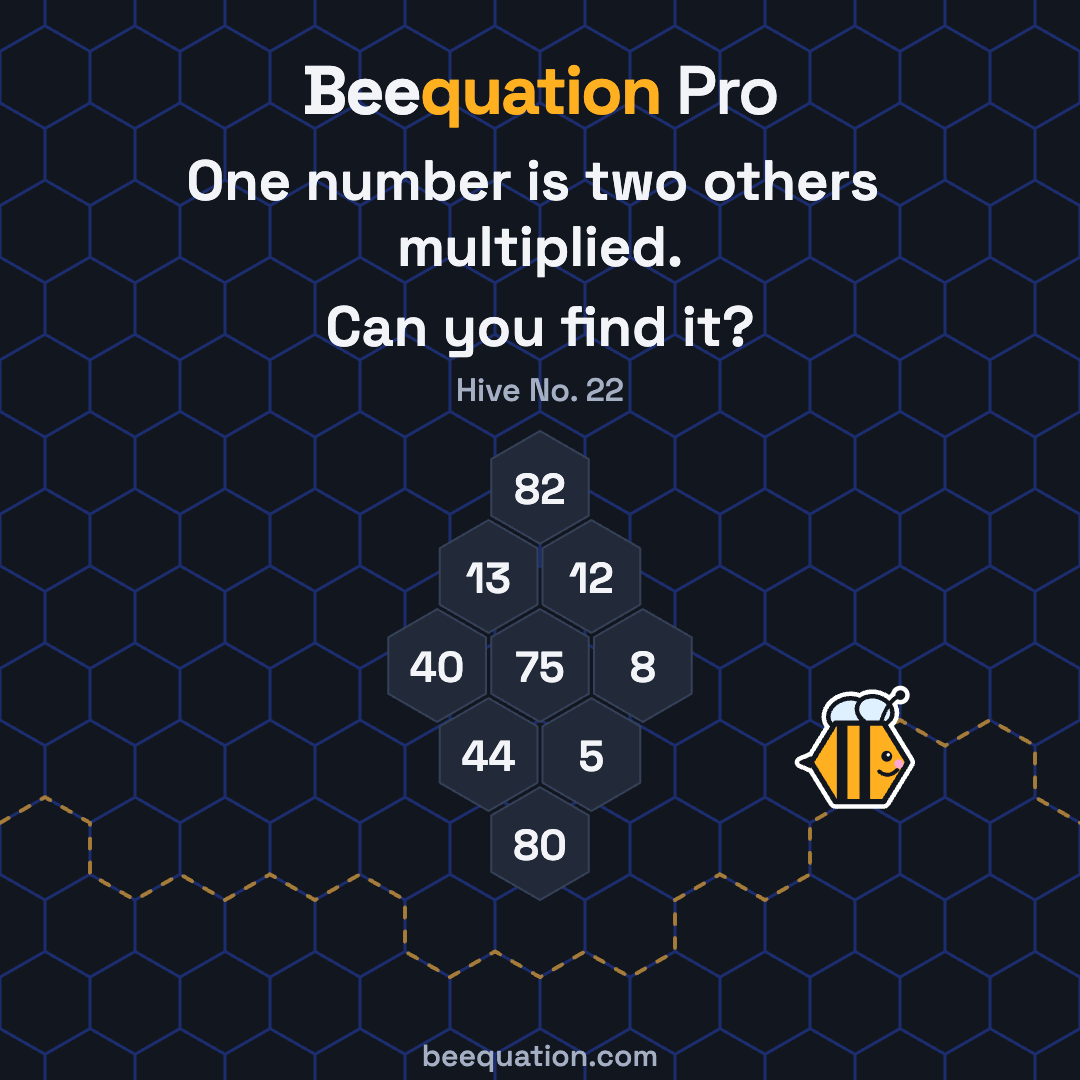 Beequation Pro
One number is two others
multiplied.
Can you find it?
Hive No. 22
82
13 12
40 75 8
44 5
80
beequation.com